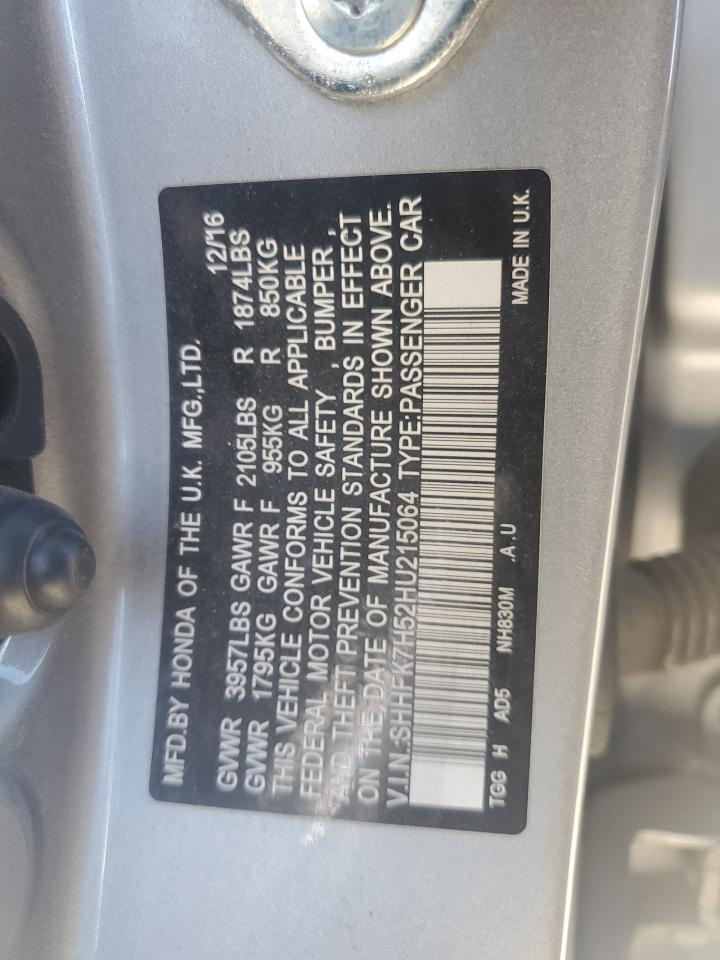 MFD.BY HONDA OF THE U.K. MFG.,LTD. 12/16
GVWR 3957LBS GAWR F 2105LBS R 1874LBS
GVWR 1795KG GAWR F 955KG R 850KG
THIS VEHICLE CONFORMS TO ALL APPLICABLE
FEDERAL MOTOR VEHICLE SAFETY , BUMPER ,
AND THEFT PREVENTION STANDARDS IN EFFECT
ON THE DATE OF MANUFACTURE SHOWN ABOVE.
V.I.N.:SHHFK7H52HU215064 TYPE:PASSENGER CAR
TGG H AD5 NH830M .A .U MADE IN U.K.